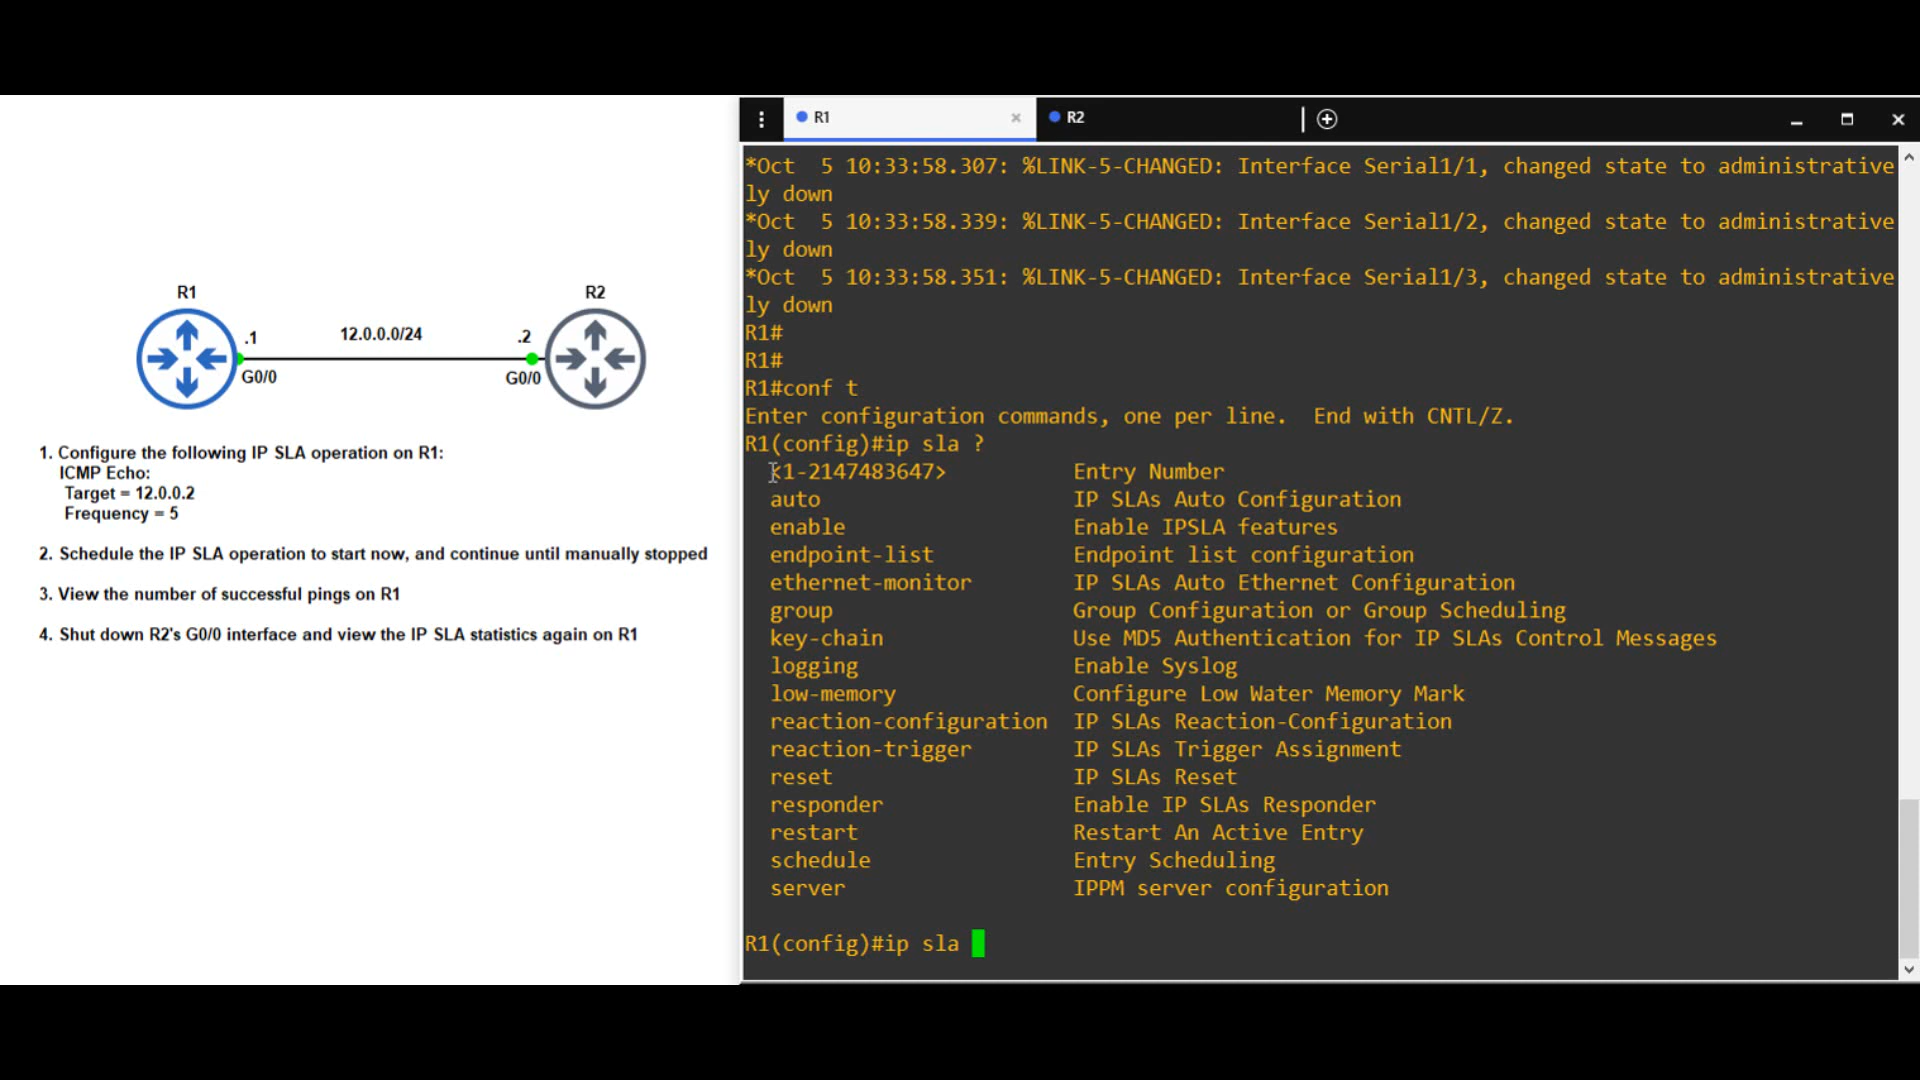 R1
R2
*Oct  5 10:33:58.307: %LINK-5-CHANGED: Interface Serial1/1, changed state to administrative
ly down
*Oct  5 10:33:58.339: %LINK-5-CHANGED: Interface Serial1/2, changed state to administrative
ly down
*Oct  5 10:33:58.351: %LINK-5-CHANGED: Interface Serial1/3, changed state to administrative
ly down
R1#
R1#
R1#conf t
Enter configuration commands, one per line.  End with CNTL/Z.
R1(config)#ip sla ?
<1-2147483647> Entry Number
auto IP SLAs Auto Configuration
enable Enable IPSLA features
endpoint-list Endpoint list configuration
ethernet-monitor IP SLAs Auto Ethernet Configuration
group Group Configuration or Group Scheduling
key-chain Use MD5 Authentication for IP SLAs Control Messages
logging Enable Syslog
low-memory Configure Low Water Memory Mark
reaction-configuration IP SLAs Reaction-Configuration
reaction-trigger IP SLAs Trigger Assignment
reset IP SLAs Reset
responder Enable IP SLAs Responder
restart Restart An Active Entry
schedule Entry Scheduling
server IPPM server configuration
R1(config)#ip sla
R1
R2
.1
12.0.0.0/24
.2
G0/0
G0/0
1. Configure the following IP SLA operation on R1:
ICMP Echo:
Target = 12.0.0.2
Frequency = 5
2. Schedule the IP SLA operation to start now, and continue until manually stopped
3. View the number of successful pings on R1
4. Shut down R2's G0/0 interface and view the IP SLA statistics again on R1